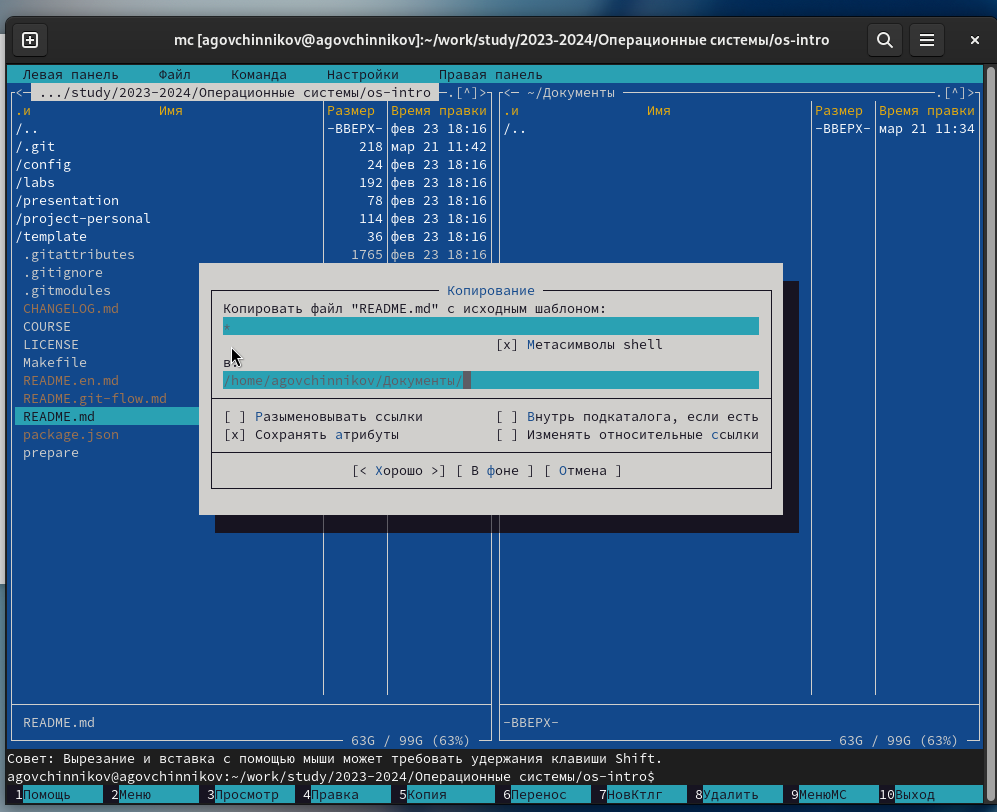 mc [agovchinnikov@agovchinnikov]:~/work/study/2023-2024/Операционные системы/os-intro
Левая панель Файл Команда Настройки Правая панель
<— .../study/2023-2024/Операционные системы/os-intro —.[^]>
.и Имя Размер Время правки
/.. -ВВЕРХ- фев 23 18:16
/.git 218 мар 21 11:42
/config 24 фев 23 18:16
/labs 192 фев 23 18:16
/presentation 78 фев 23 18:16
/project-personal 114 фев 23 18:16
/template 36 фев 23 18:16
.gitattributes 1765 фев 23 18:16
.gitignore
.gitmodules
CHANGELOG.md
COURSE
LICENSE
Makefile
README.en.md
README.git-flow.md
README.md
package.json
prepare
README.md
63G / 99G (63%)
<— ~/Документы —.[^]>
.и Имя Размер Время правки
/.. -ВВЕРХ- мар 21 11:34
-ВВЕРХ-
63G / 99G (63%)
Копирование
Копировать файл "README.md" с исходным шаблоном:
*
[x] Метасимволы shell
в:
/home/agovchinnikov/Документы/
[ ] Разыменовывать ссылки [ ] Внутрь подкаталога, если есть
[x] Сохранять атрибуты [ ] Изменять относительные ссылки
[< Хорошо >] [ В фоне ] [ Отмена ]
Совет: Вырезание и вставка с помощью мыши может требовать удержания клавиши Shift.
agovchinnikov@agovchinnikov:~/work/study/2023-2024/Операционные системы/os-intro$
1Помощь 2Меню 3Просмотр 4Правка 5Копия 6Перенос 7НовКтлг 8Удалить 9МенюMC 10Выход